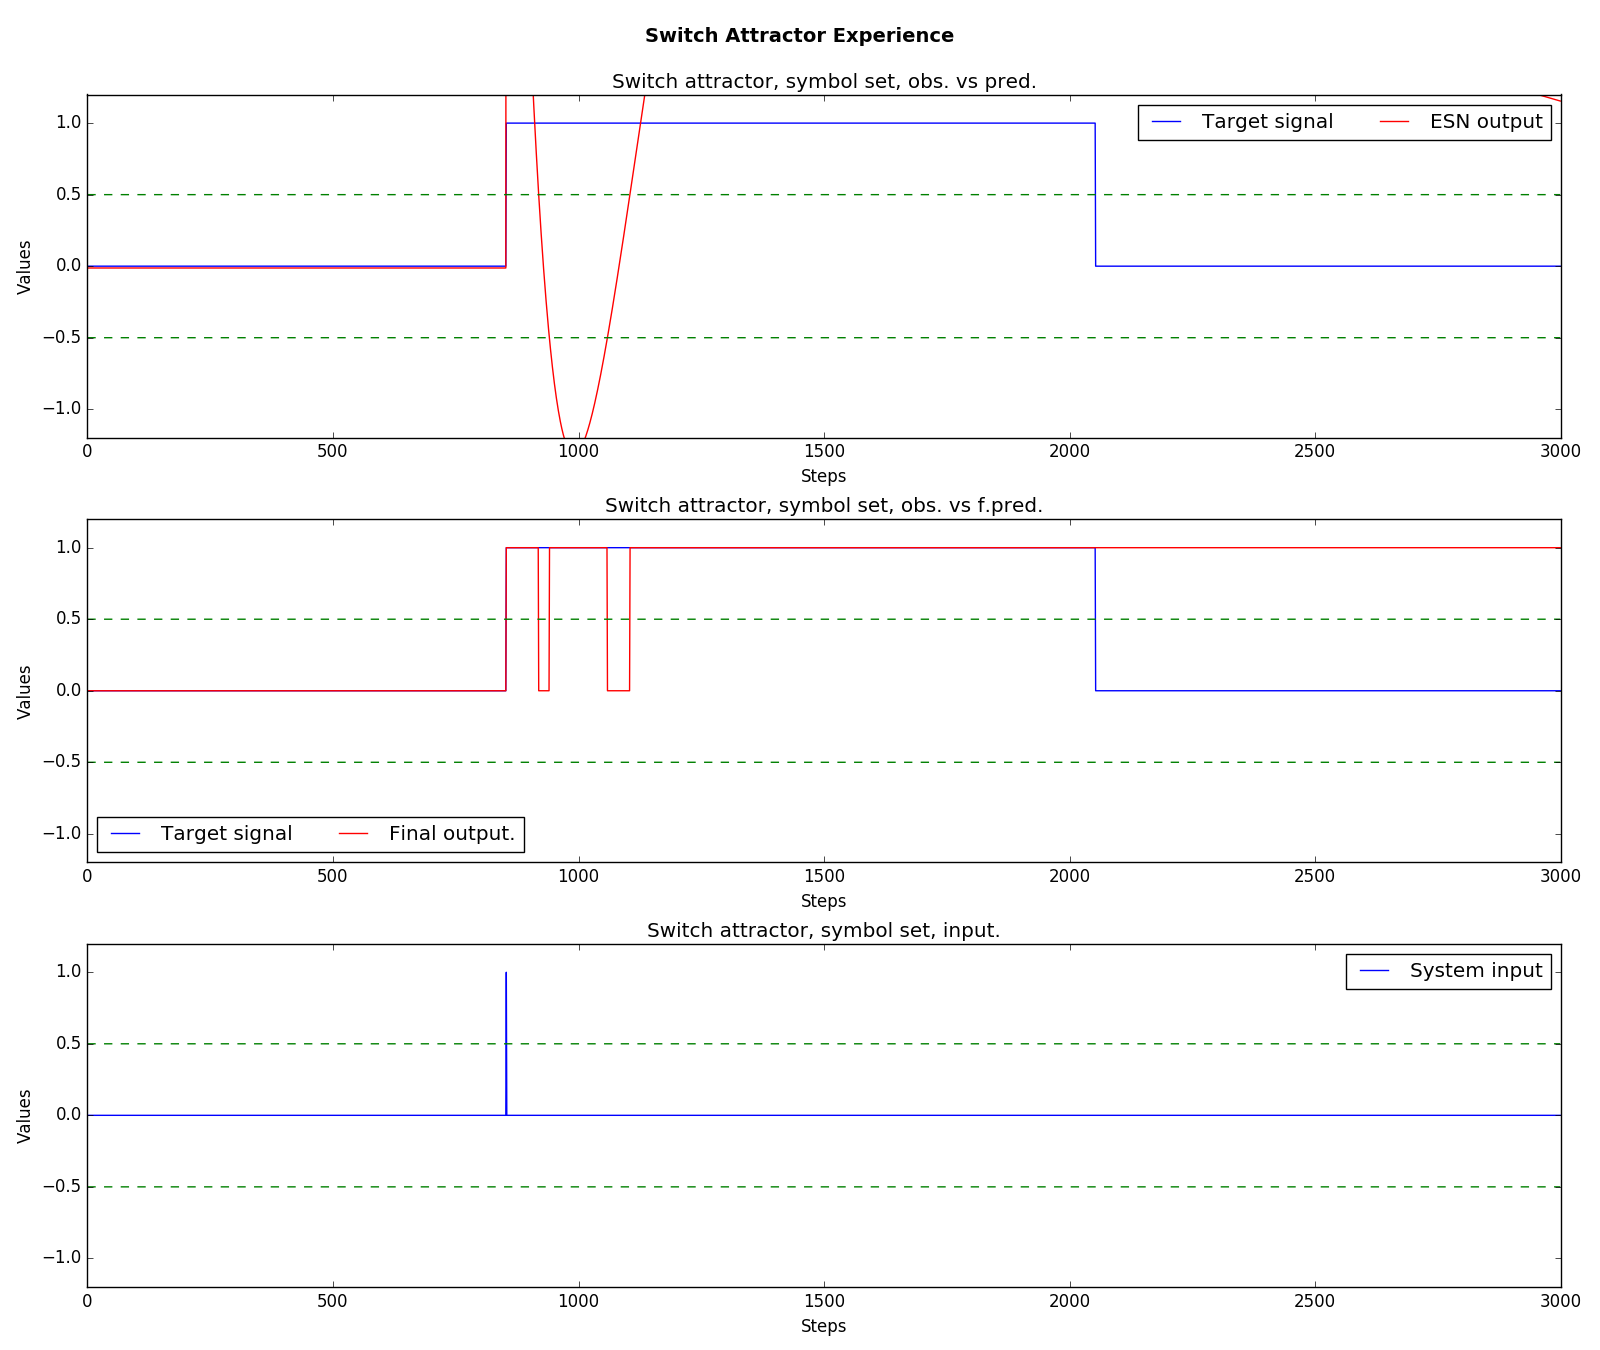 Switch Attractor Experience
Switch attractor, symbol set, obs. vs pred.
Target signal ESN output
1.0
0.5
0.0
−0.5
−1.0
Values
0 500 1000 1500 2000 2500 3000
Steps
Switch attractor, symbol set, obs. vs f.pred.
1.0
0.5
0.0
−0.5
−1.0
Values
Target signal Final output.
0 500 1000 1500 2000 2500 3000
Steps
Switch attractor, symbol set, input.
System input
1.0
0.5
0.0
−0.5
−1.0
Values
0 500 1000 1500 2000 2500 3000
Steps